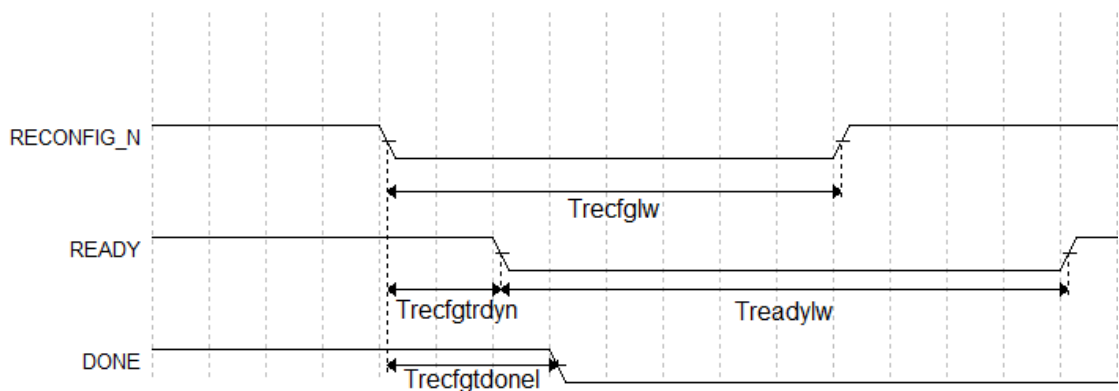 RECONFIG_N
Trecfglw
READY
Trecfgtrdyn
Treadylw
DONE
Trecfgtdonel